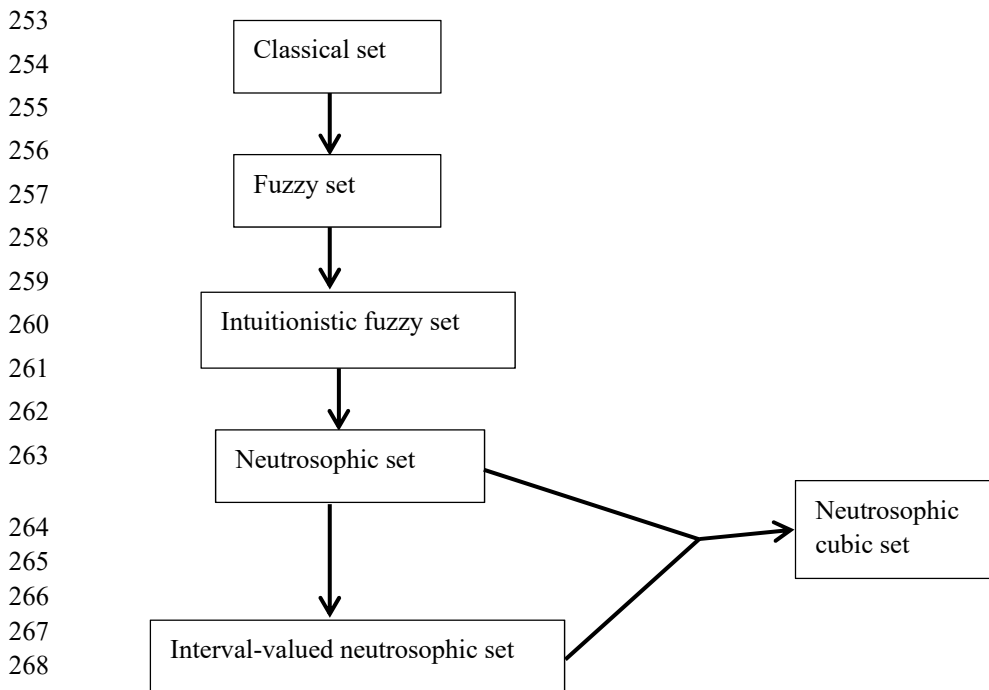 253
Classical set
254
255
256
Fuzzy set
257
258
259
Intuitionistic fuzzy set
260
261
262
Neutrosophic set
263
Neutrosophic
cubic set
264
265
266
Interval-valued neutrosophic set
267
268